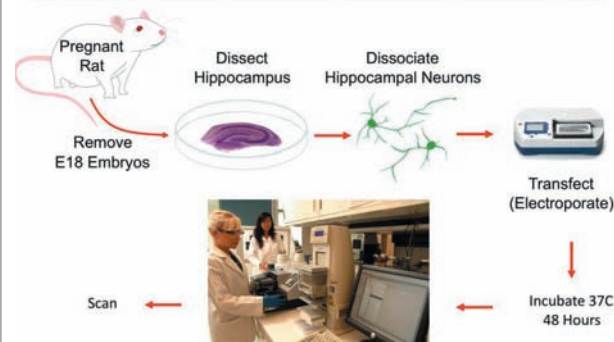 Pregnant
Rat
Remove
E18 Embryos
Dissect
Hippocampus
Dissociate
Hippocampal Neurons
Transfect
(Electroporate)
Incubate 37C
48 Hours
Scan